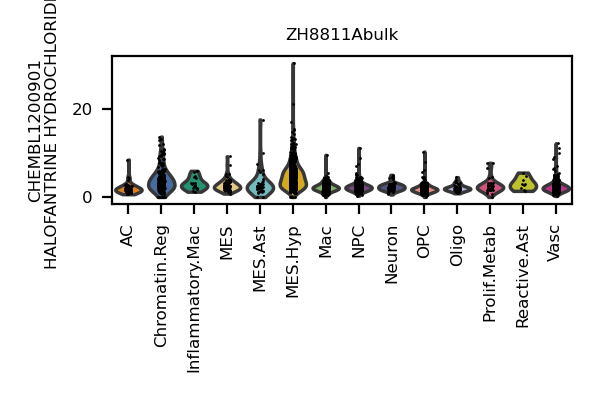 ZH8811Abulk
CHEMBL1200901
HALOFANTRINE HYDROCHLORIDE
20
0
AC
Chromatin.Reg
Inflammatory.Mac
MES
MES.Ast
MES.Hyp
Mac
NPC
Neuron
OPC
Oligo
Prolif.Metab
Reactive.Ast
Vasc